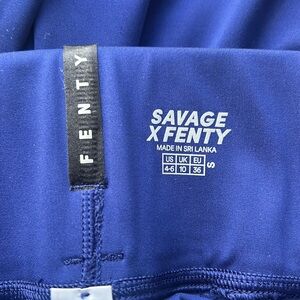 FENTY
SAVAGE
X FENTY
MADE IN SRI LANKA
US UK EU
4-6 10 36
S